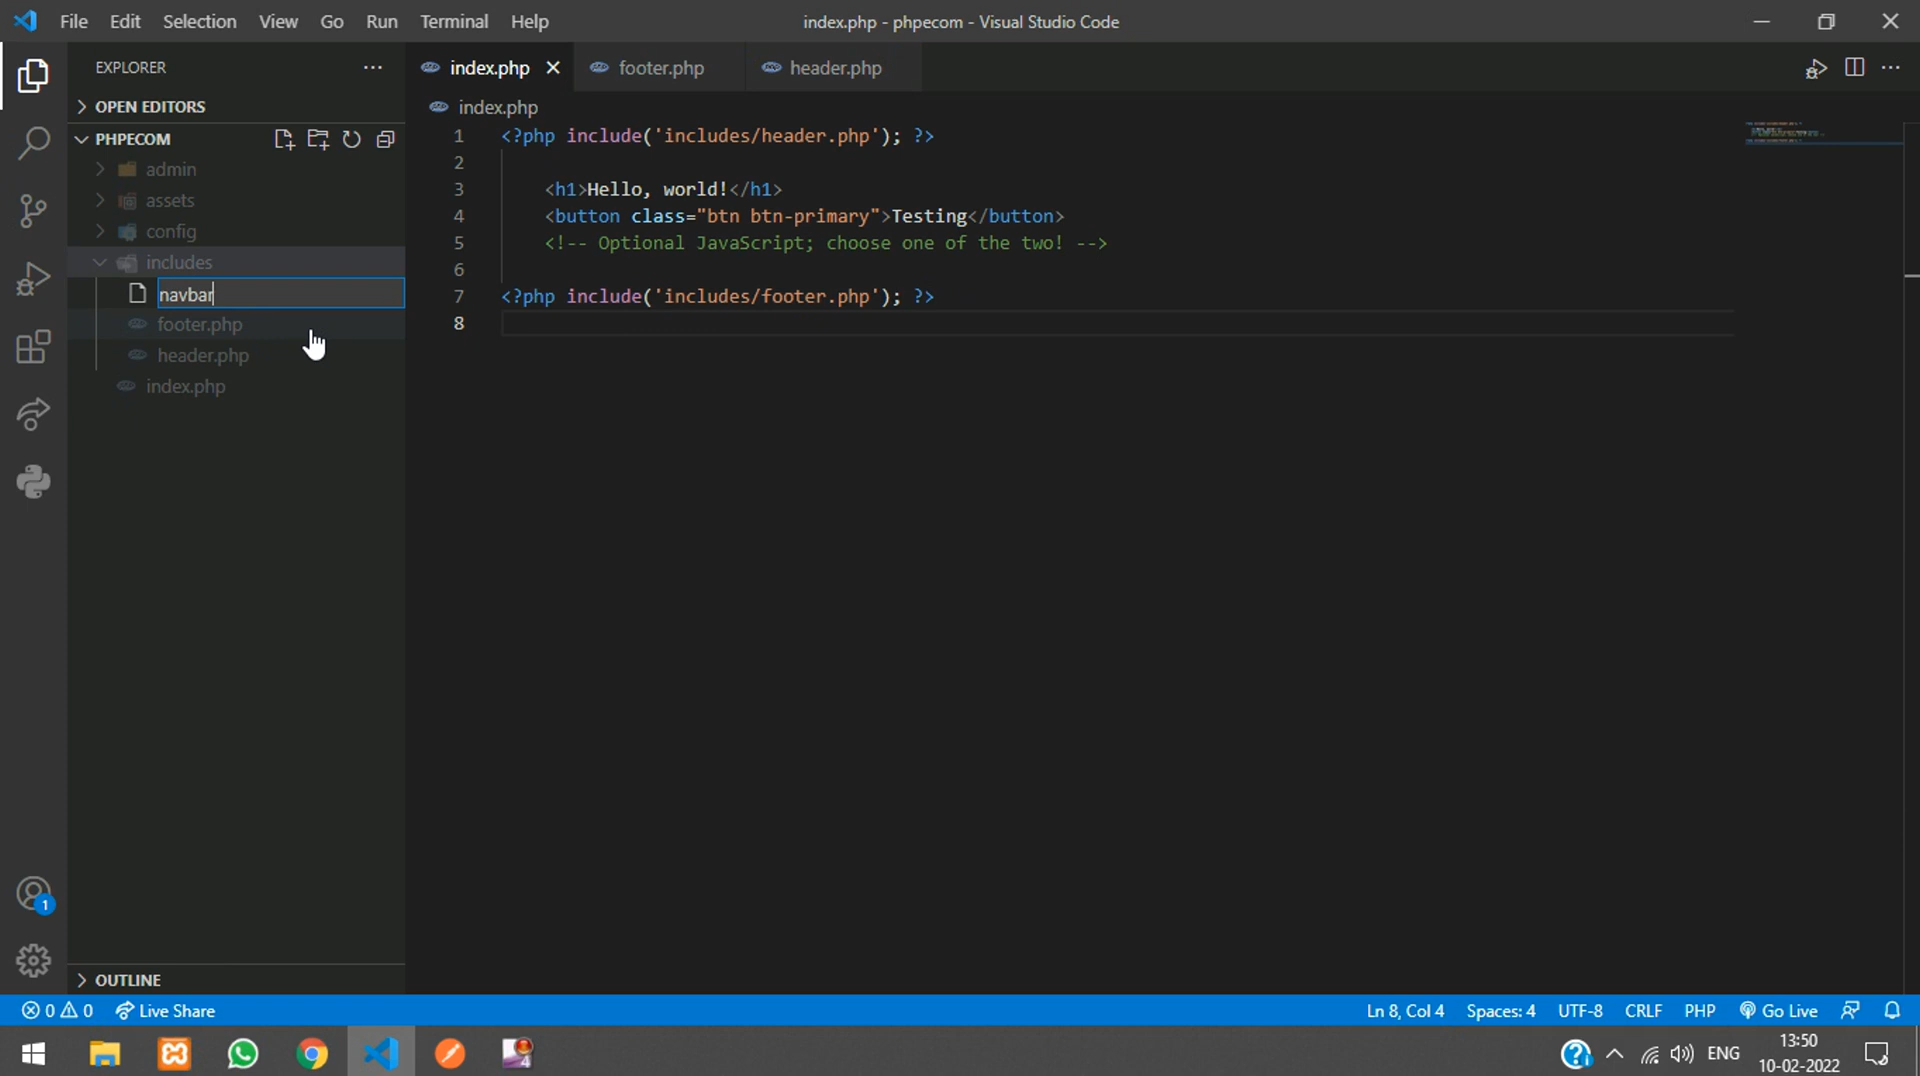 File Edit Selection View Go Run Terminal Help
index.php - phpecom - Visual Studio Code
EXPLORER
OPEN EDITORS
PHPECOM
admin
assets
config
includes
navbar
footer.php
header.php
index.php
OUTLINE
index.php footer.php header.php
index.php
1 <?php include('includes/header.php'); ?>
2
3 <h1>Hello, world!</h1>
4 <button class="btn btn-primary">Testing</button>
5 <!-- Optional JavaScript; choose one of the two! -->
6
7 <?php include('includes/footer.php'); ?>
8
1
0 0 Live Share
Ln 8, Col 4 Spaces: 4 UTF-8 CRLF PHP Go Live
ENG
13:50
10-02-2022